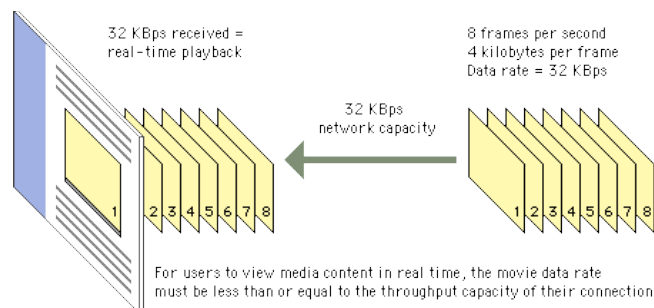 32 KBps received =
real-time playback
8 frames per second
4 kilobytes per frame
Data rate = 32 KBps
32 KBps
network capacity
1 2 3 4 5 6 7 8
1 2 3 4 5 6 7 8
For users to view media content in real time, the movie data rate
must be less than or equal to the throughput capacity of their connection